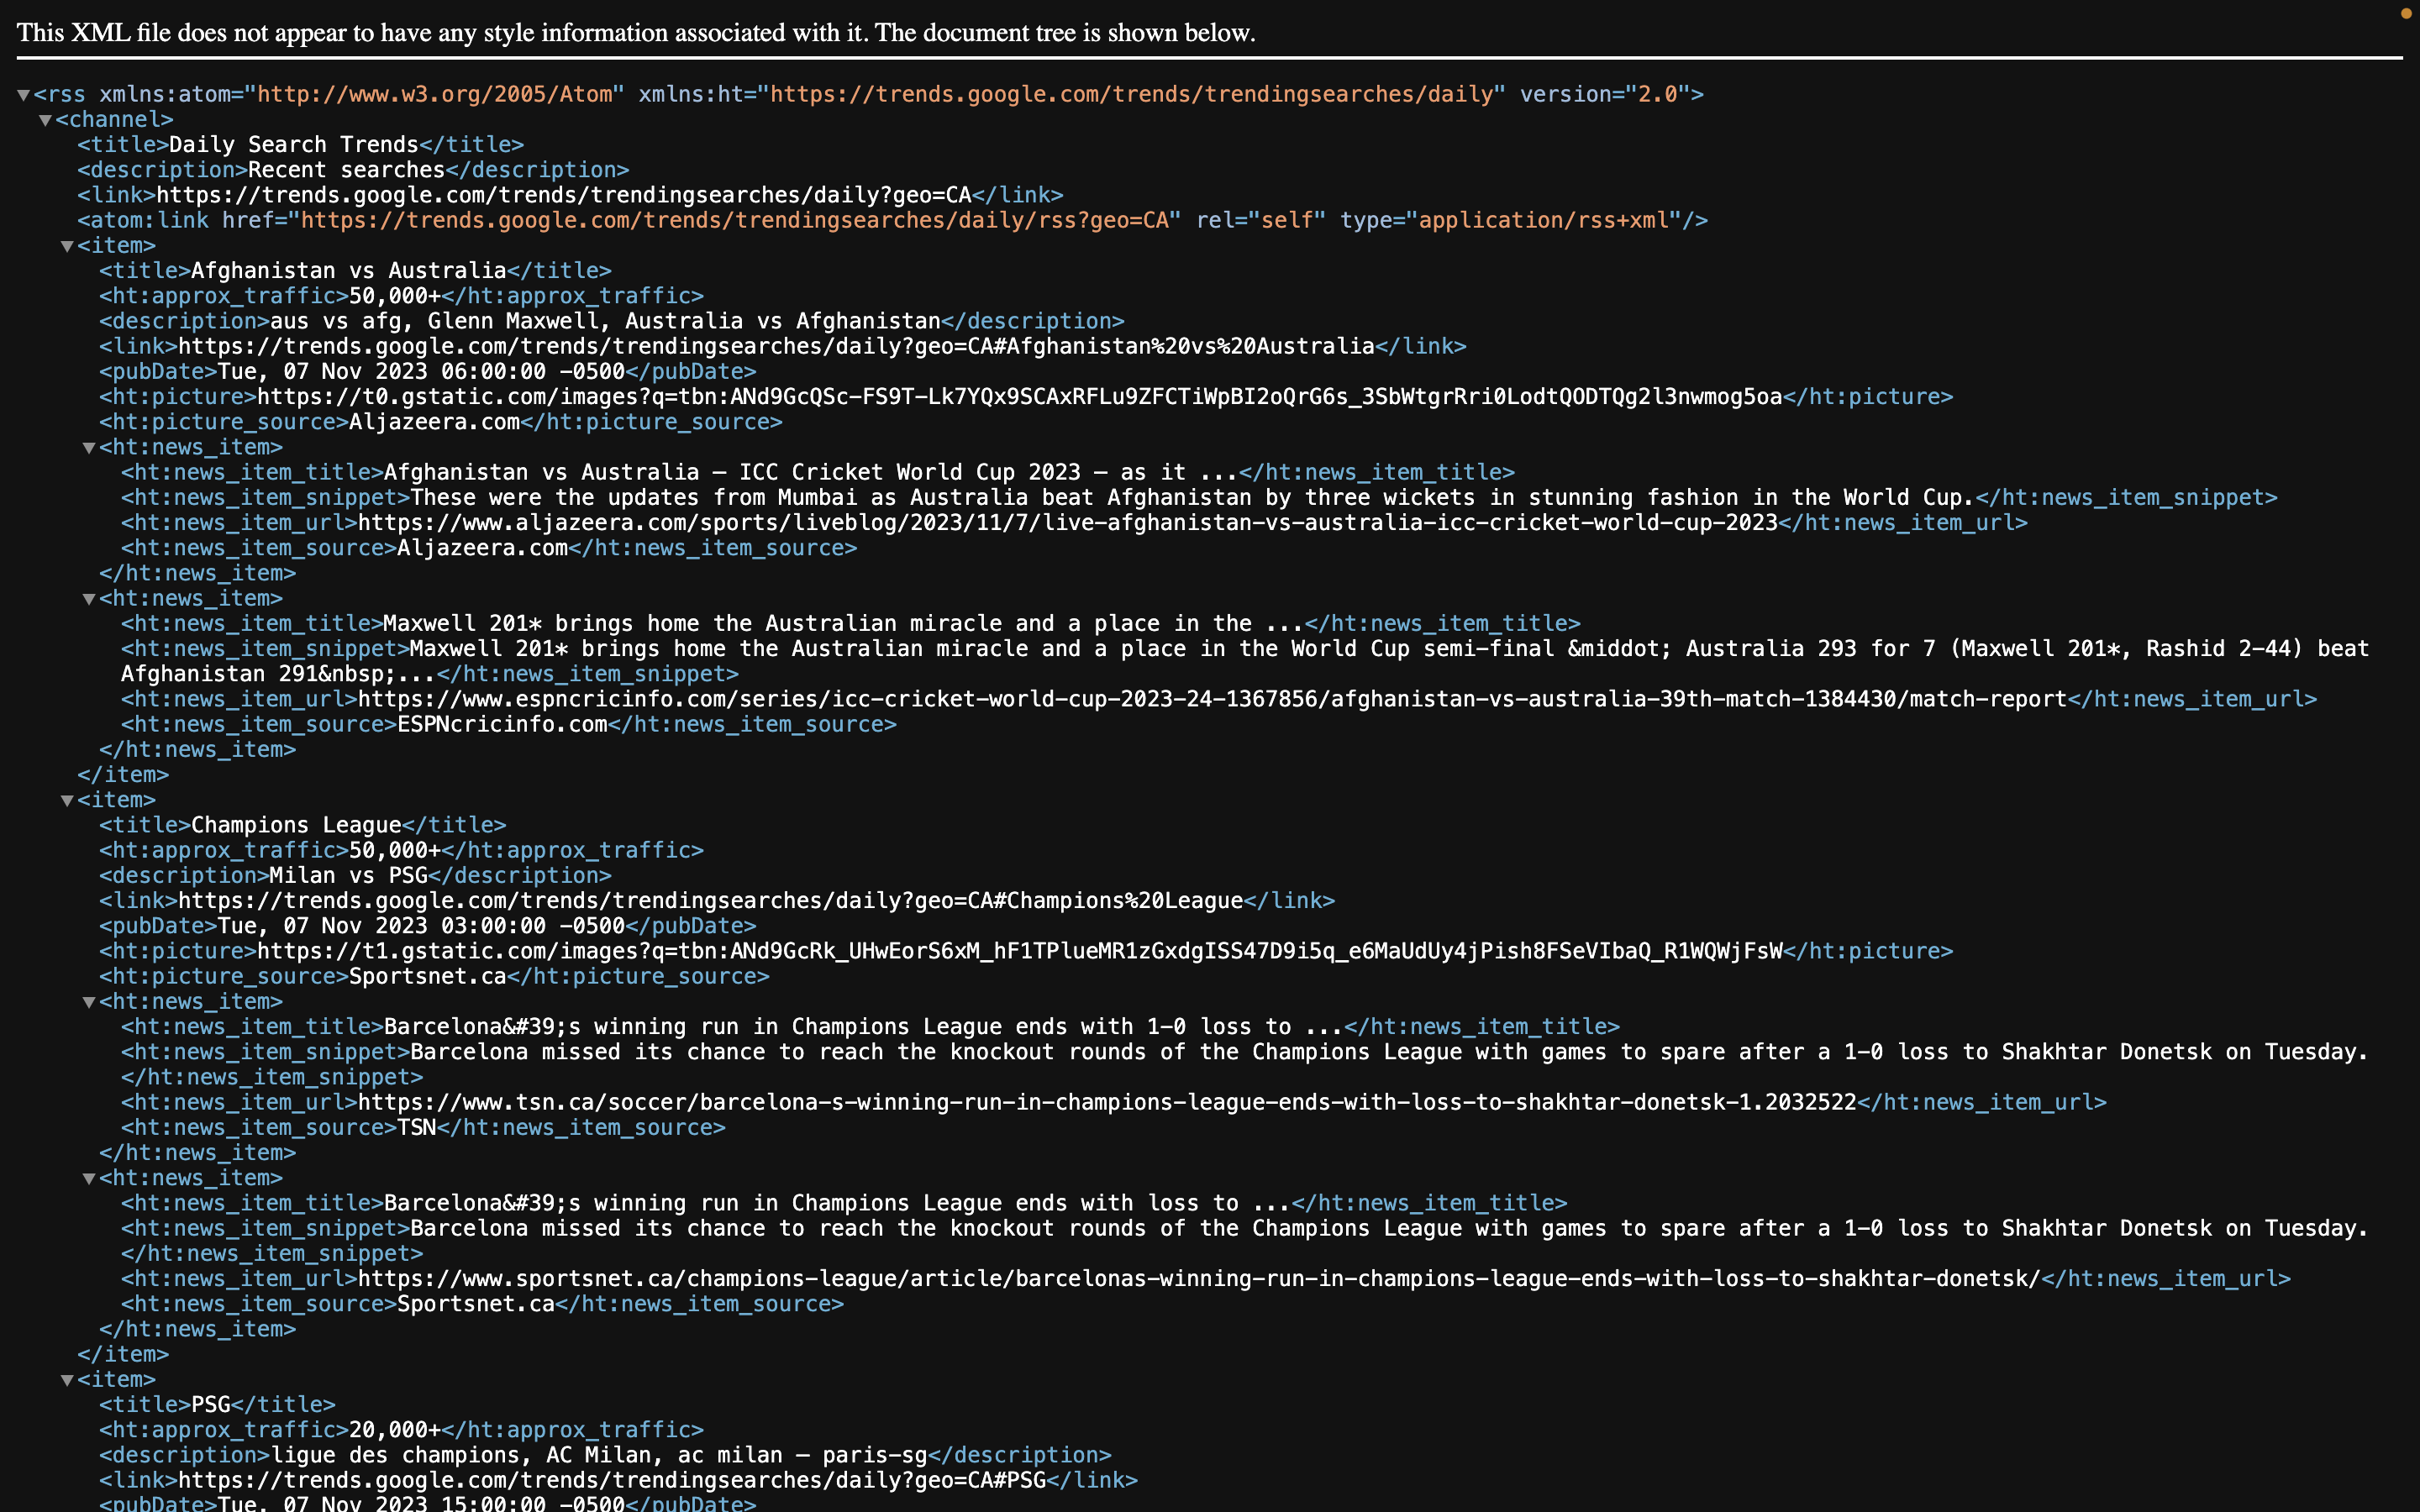 This XML file does not appear to have any style information associated with it. The document tree is shown below.
▼<rss xmlns:atom="http://www.w3.org/2005/Atom" xmlns:ht="https://trends.google.com/trends/trendingsearches/daily" version="2.0">
▼<channel>
<title>Daily Search Trends</title>
<description>Recent searches</description>
<link>https://trends.google.com/trends/trendingsearches/daily?geo=CA</link>
<atom:link href="https://trends.google.com/trends/trendingsearches/daily/rss?geo=CA" rel="self" type="application/rss+xml"/>
▼<item>
<title>Afghanistan vs Australia</title>
<ht:approx_traffic>50,000+</ht:approx_traffic>
<description>aus vs afg, Glenn Maxwell, Australia vs Afghanistan</description>
<link>https://trends.google.com/trends/trendingsearches/daily?geo=CA#Afghanistan%20vs%20Australia</link>
<pubDate>Tue, 07 Nov 2023 06:00:00 -0500</pubDate>
<ht:picture>https://t0.gstatic.com/images?q=tbn:ANd9GcQSc-FS9T-Lk7YQx9SCAxRFLu9ZFCTiWpBI2oQrG6s_3SbWtgrRri0LodtQODTQg2l3nwmog5oa</ht:picture>
<ht:picture_source>Aljazeera.com</ht:picture_source>
▼<ht:news_item>
<ht:news_item_title>Afghanistan vs Australia – ICC Cricket World Cup 2023 – as it ...</ht:news_item_title>
<ht:news_item_snippet>These were the updates from Mumbai as Australia beat Afghanistan by three wickets in stunning fashion in the World Cup.</ht:news_item_snippet>
<ht:news_item_url>https://www.aljazeera.com/sports/liveblog/2023/11/7/live-afghanistan-vs-australia-icc-cricket-world-cup-2023</ht:news_item_url>
<ht:news_item_source>Aljazeera.com</ht:news_item_source>
</ht:news_item>
▼<ht:news_item>
<ht:news_item_title>Maxwell 201* brings home the Australian miracle and a place in the ...</ht:news_item_title>
<ht:news_item_snippet>Maxwell 201* brings home the Australian miracle and a place in the World Cup semi-final &middot; Australia 293 for 7 (Maxwell 201*, Rashid 2-44) beat
Afghanistan 291&nbsp;...</ht:news_item_snippet>
<ht:news_item_url>https://www.espncricinfo.com/series/icc-cricket-world-cup-2023-24-1367856/afghanistan-vs-australia-39th-match-1384430/match-report</ht:news_item_url>
<ht:news_item_source>ESPNcricinfo.com</ht:news_item_source>
</ht:news_item>
</item>
▼<item>
<title>Champions League</title>
<ht:approx_traffic>50,000+</ht:approx_traffic>
<description>Milan vs PSG</description>
<link>https://trends.google.com/trends/trendingsearches/daily?geo=CA#Champions%20League</link>
<pubDate>Tue, 07 Nov 2023 03:00:00 -0500</pubDate>
<ht:picture>https://t1.gstatic.com/images?q=tbn:ANd9GcRk_UHwEorS6xM_hF1TPlueMR1zGxdgISS47D9i5q_e6MaUdUy4jPish8FSeVIbaQ_R1WQWjFsW</ht:picture>
<ht:picture_source>Sportsnet.ca</ht:picture_source>
▼<ht:news_item>
<ht:news_item_title>Barcelona&#39;s winning run in Champions League ends with 1-0 loss to ...</ht:news_item_title>
<ht:news_item_snippet>Barcelona missed its chance to reach the knockout rounds of the Champions League with games to spare after a 1-0 loss to Shakhtar Donetsk on Tuesday.
</ht:news_item_snippet>
<ht:news_item_url>https://www.tsn.ca/soccer/barcelona-s-winning-run-in-champions-league-ends-with-loss-to-shakhtar-donetsk-1.2032522</ht:news_item_url>
<ht:news_item_source>TSN</ht:news_item_source>
</ht:news_item>
▼<ht:news_item>
<ht:news_item_title>Barcelona&#39;s winning run in Champions League ends with loss to ...</ht:news_item_title>
<ht:news_item_snippet>Barcelona missed its chance to reach the knockout rounds of the Champions League with games to spare after a 1-0 loss to Shakhtar Donetsk on Tuesday.
</ht:news_item_snippet>
<ht:news_item_url>https://www.sportsnet.ca/champions-league/article/barcelonas-winning-run-in-champions-league-ends-with-loss-to-shakhtar-donetsk/</ht:news_item_url>
<ht:news_item_source>Sportsnet.ca</ht:news_item_source>
</ht:news_item>
</item>
▼<item>
<title>PSG</title>
<ht:approx_traffic>20,000+</ht:approx_traffic>
<description>ligue des champions, AC Milan, ac milan – paris-sg</description>
<link>https://trends.google.com/trends/trendingsearches/daily?geo=CA#PSG</link>
<pubDate>Tue, 07 Nov 2023 15:00:00 -0500</pubDate>